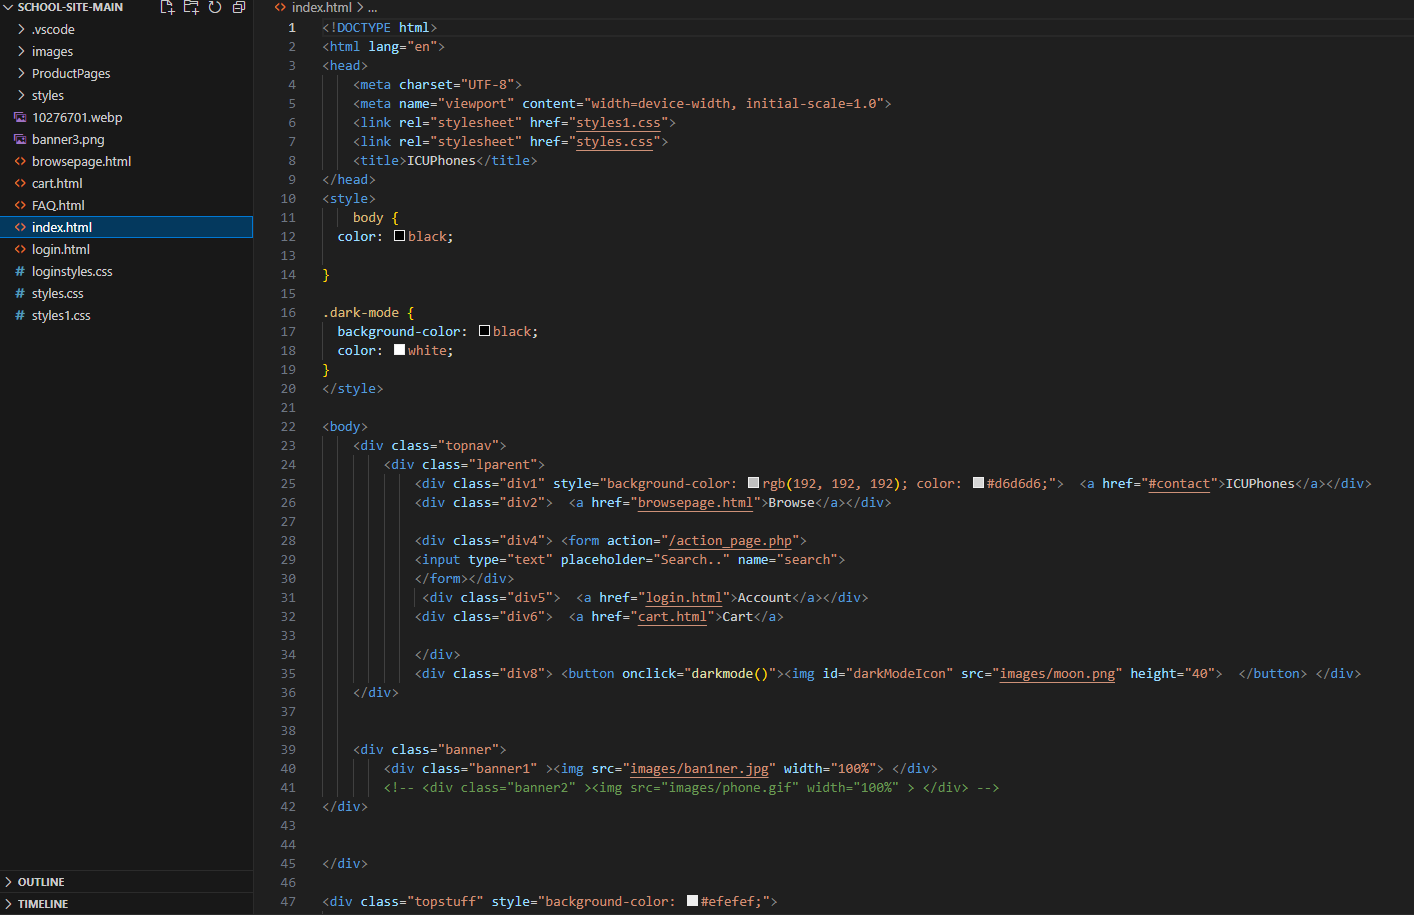 SCHOOL-SITE-MAIN
.vscode
images
ProductPages
styles
10276701.webp
banner3.png
browsepage.html
cart.html
FAQ.html
index.html
login.html
loginstyles.css
styles.css
styles1.css
OUTLINE
TIMELINE
index.html > ...
1 <!DOCTYPE html>
2 <html lang="en">
3 <head>
4 <meta charset="UTF-8">
5 <meta name="viewport" content="width=device-width, initial-scale=1.0">
6 <link rel="stylesheet" href="styles1.css">
7 <link rel="stylesheet" href="styles.css">
8 <title>ICUPhones</title>
9 </head>
10 <style>
11 body {
12 color: black;
13
14 }
15
16 .dark-mode {
17 background-color: black;
18 color: white;
19 }
20 </style>
21
22 <body>
23 <div class="topnav">
24 <div class="lparent">
25 <div class="div1" style="background-color: rgb(192, 192, 192); color: #d6d6d6;"> <a href="#contact">ICUPhones</a></div>
26 <div class="div2"> <a href="browsepage.html">Browse</a></div>
27
28 <div class="div4"> <form action="/action_page.php">
29 <input type="text" placeholder="Search.." name="search">
30 </form></div>
31 <div class="div5"> <a href="login.html">Account</a></div>
32 <div class="div6"> <a href="cart.html">Cart</a>
33
34 </div>
35 <div class="div8"> <button onclick="darkmode()"><img id="darkModeIcon" src="images/moon.png" height="40"> </button> </div>
36 </div>
37
38
39 <div class="banner">
40 <div class="banner1" ><img src="images/ban1ner.jpg" width="100%"> </div>
41 <!-- <div class="banner2" ><img src="images/phone.gif" width="100%" > </div> -->
42 </div>
43
44
45 </div>
46
47 <div class="topstuff" style="background-color: #efefef;">